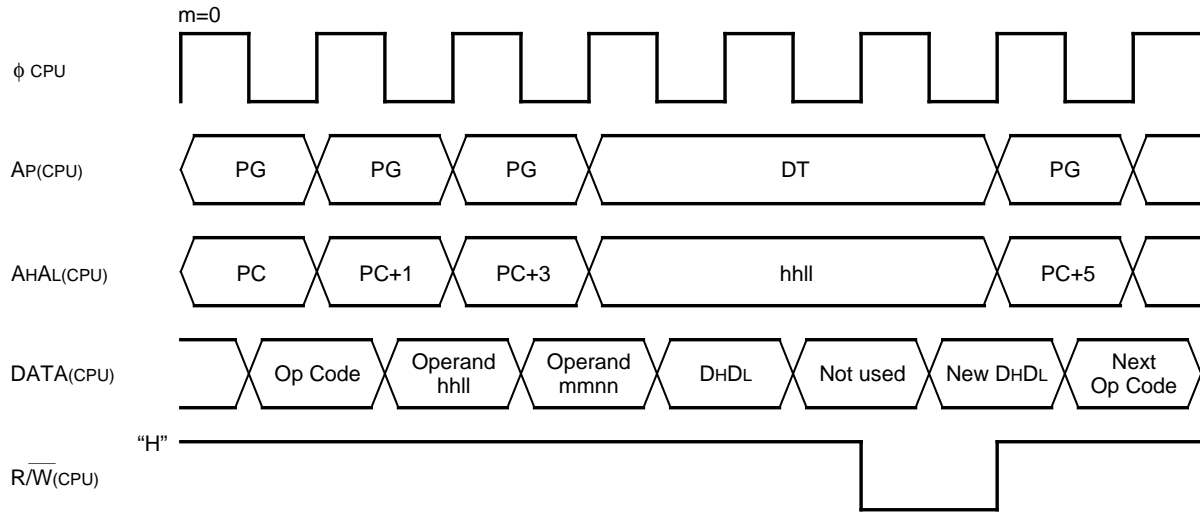 m=0
ϕ CPU
AP(CPU)
PG
PG
PG
DT
PG
AHAL(CPU)
PC
PC+1
PC+3
hhll
PC+5
DATA(CPU)
Op Code
Operand
hhll
Operand
mmnn
DHDL
Not used
New DHDL
Next
Op Code
“H”
R/W̅(CPU)